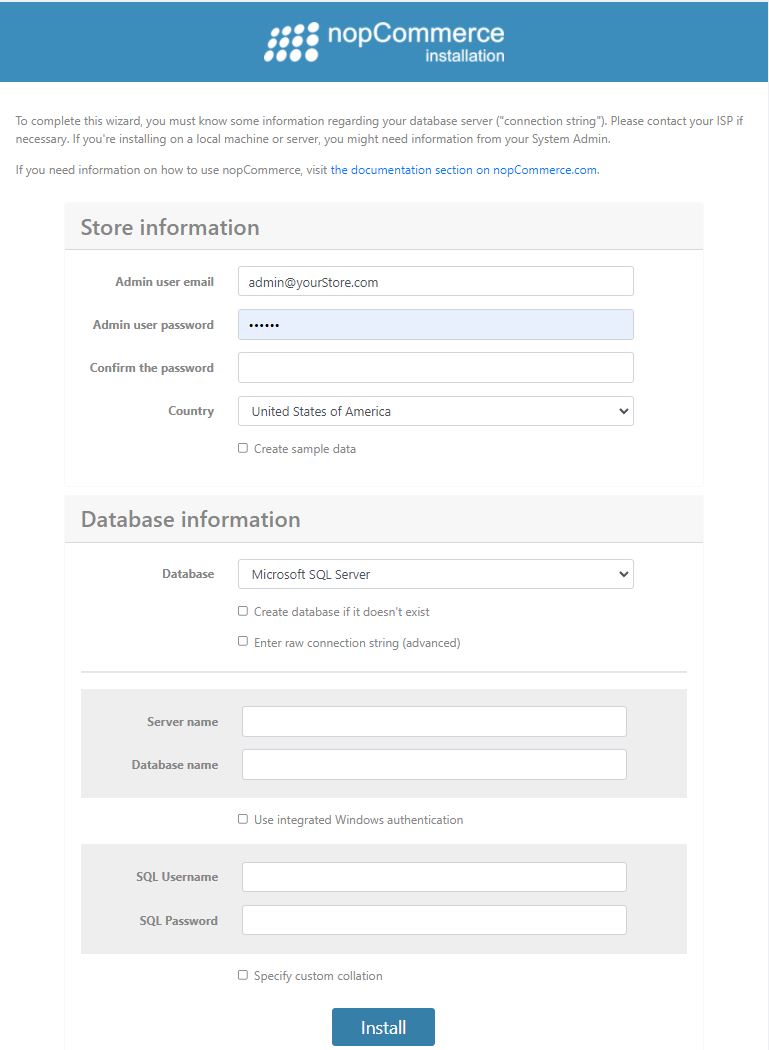 nopCommerce
installation
To complete this wizard, you must know some information regarding your database server ("connection string"). Please contact your ISP if
necessary. If you're installing on a local machine or server, you might need information from your System Admin.
If you need information on how to use nopCommerce, visit the documentation section on nopCommerce.com.
Store information
Admin user email admin@yourStore.com
Admin user password ••••••
Confirm the password
Country United States of America
Create sample data
Database information
Database Microsoft SQL Server
Create database if it doesn't exist
Enter raw connection string (advanced)
Server name
Database name
Use integrated Windows authentication
SQL Username
SQL Password
Specify custom collation
Install